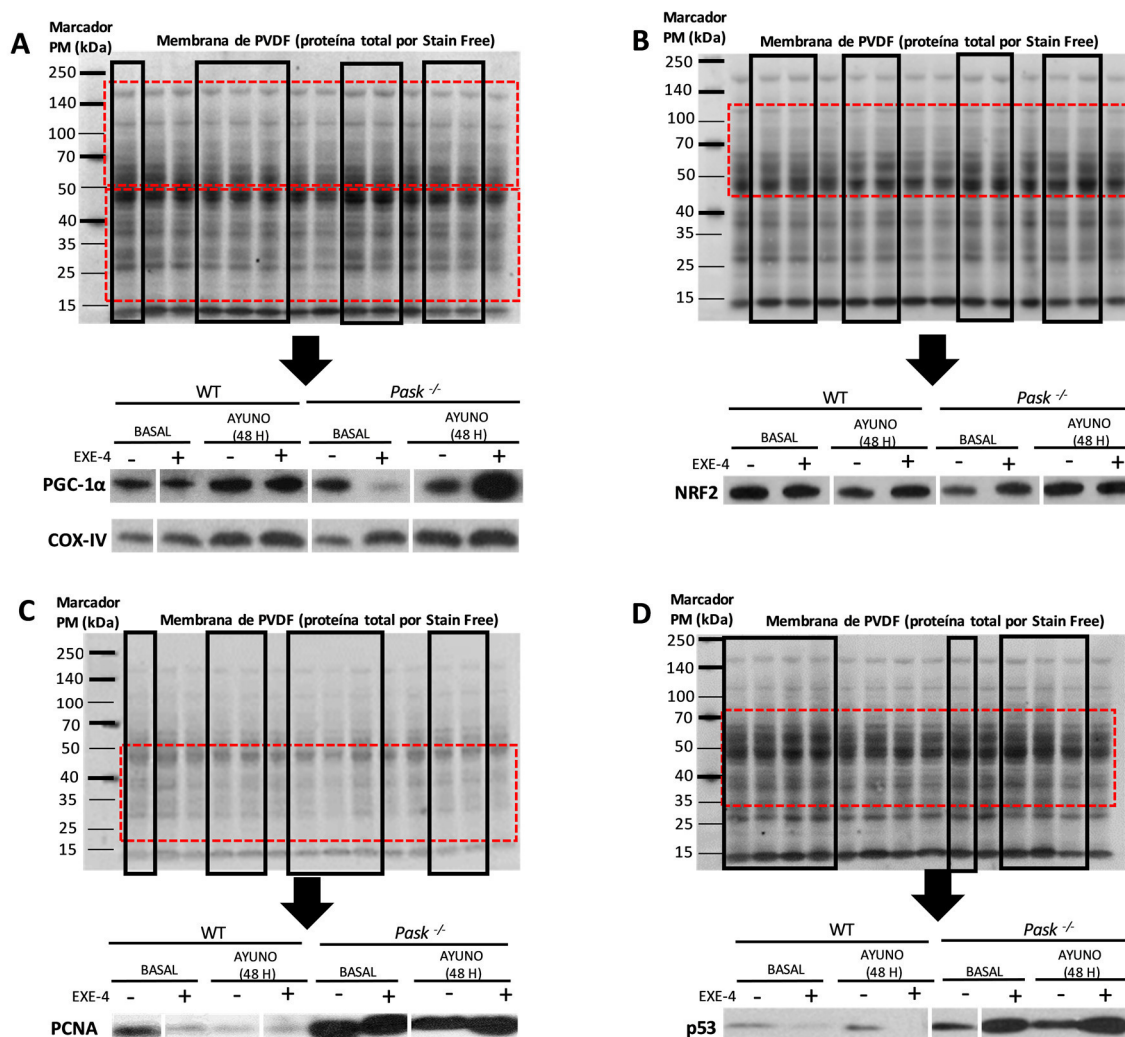 A
Marcador
PM (kDa)
Membrana de PVDF (proteína total por Stain Free)
250
140
100
70
50
40
35
25
15
WT
Pask -/-
BASAL
AYUNO
(48 H)
BASAL
AYUNO
(48 H)
EXE-4 - + - + - + - +
PGC-1α
COX-IV
B
Marcador
PM (kDa)
Membrana de PVDF (proteína total por Stain Free)
250
140
100
70
50
40
35
25
15
WT
Pask -/-
BASAL
AYUNO
(48 H)
BASAL
AYUNO
(48 H)
EXE-4 - + - + - + - +
NRF2
C
Marcador
PM (kDa)
Membrana de PVDF (proteína total por Stain Free)
250
140
100
70
50
40
35
25
15
WT
Pask -/-
BASAL
AYUNO
(48 H)
BASAL
AYUNO
(48 H)
EXE-4 - + - + - + - +
PCNA
D
Marcador
PM (kDa)
Membrana de PVDF (proteína total por Stain Free)
250
140
100
70
50
40
35
25
15
WT
Pask -/-
BASAL
AYUNO
(48 H)
BASAL
AYUNO
(48 H)
EXE-4 - + - + - + - +
p53